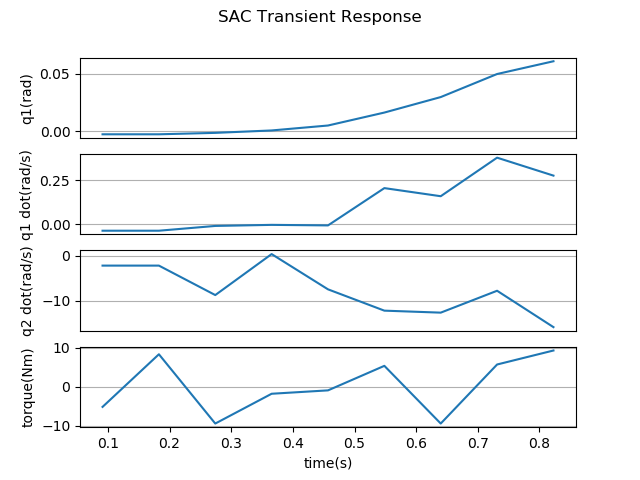 SAC Transient Response
q1(rad)
0.05
0.00
q1 dot(rad/s)
0.25
0.00
q2 dot(rad/s)
0
−10
torque(Nm)
10
0
−10
0.1 0.2 0.3 0.4 0.5 0.6 0.7 0.8
time(s)